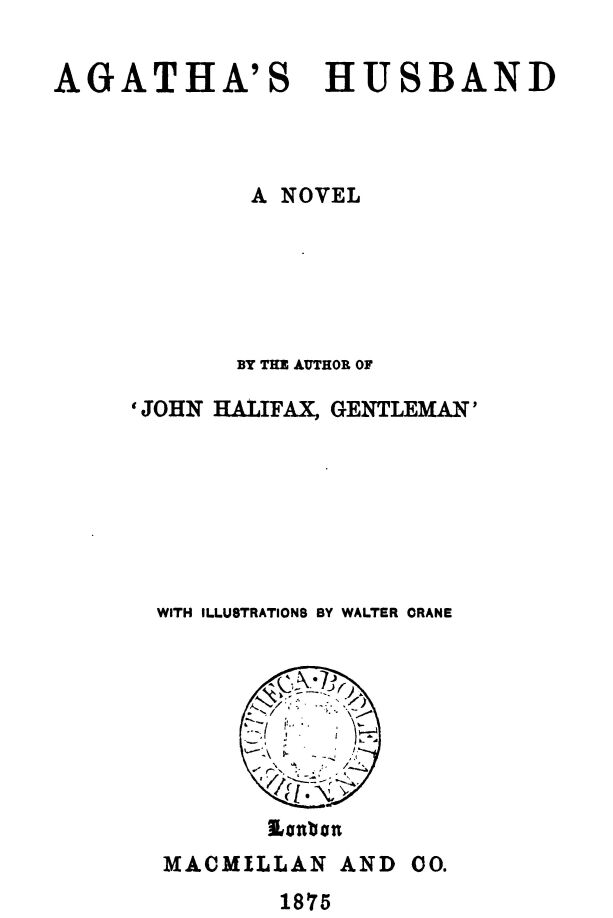 AGATHA'S HUSBAND
A NOVEL
BY THE AUTHOR OF
'JOHN HALIFAX, GENTLEMAN'
WITH ILLUSTRATIONS BY WALTER CRANE
BIBLIOTHECA·BODLEIANA·
London
MACMILLAN AND CO.
1875